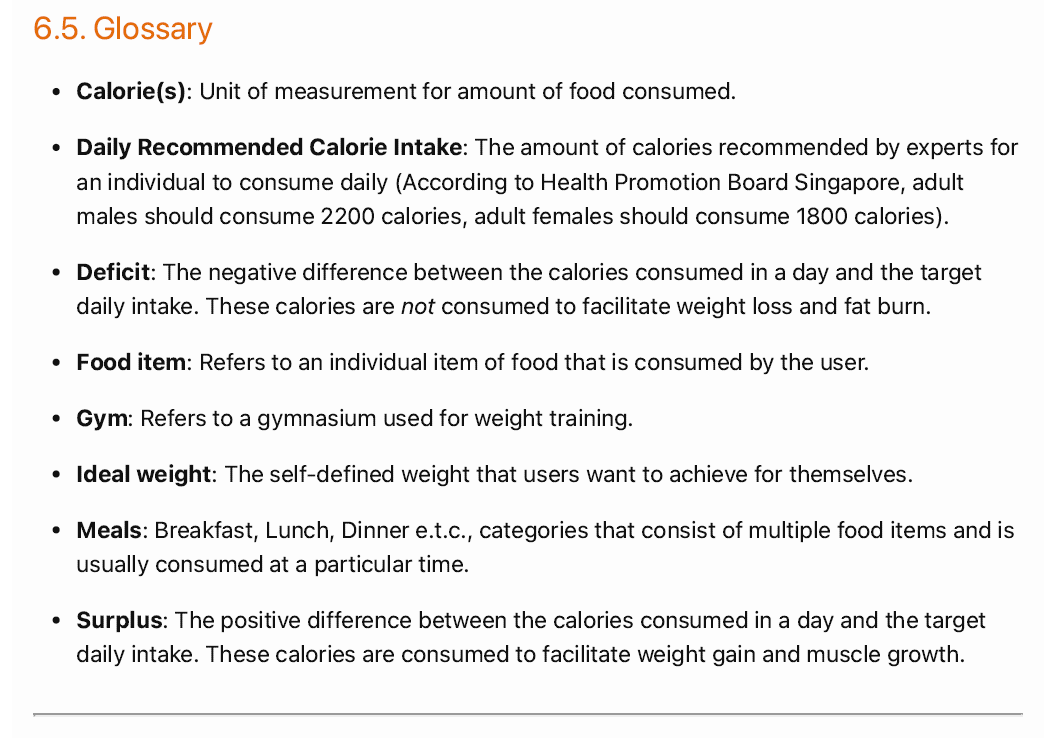 6.5. Glossary
• Calorie(s): Unit of measurement for amount of food consumed.
• Daily Recommended Calorie Intake: The amount of calories recommended by experts for
an individual to consume daily (According to Health Promotion Board Singapore, adult
males should consume 2200 calories, adult females should consume 1800 calories).
• Deficit: The negative difference between the calories consumed in a day and the target
daily intake. These calories are not consumed to facilitate weight loss and fat burn.
• Food item: Refers to an individual item of food that is consumed by the user.
• Gym: Refers to a gymnasium used for weight training.
• Ideal weight: The self-defined weight that users want to achieve for themselves.
• Meals: Breakfast, Lunch, Dinner e.t.c., categories that consist of multiple food items and is
usually consumed at a particular time.
• Surplus: The positive difference between the calories consumed in a day and the target
daily intake. These calories are consumed to facilitate weight gain and muscle growth.